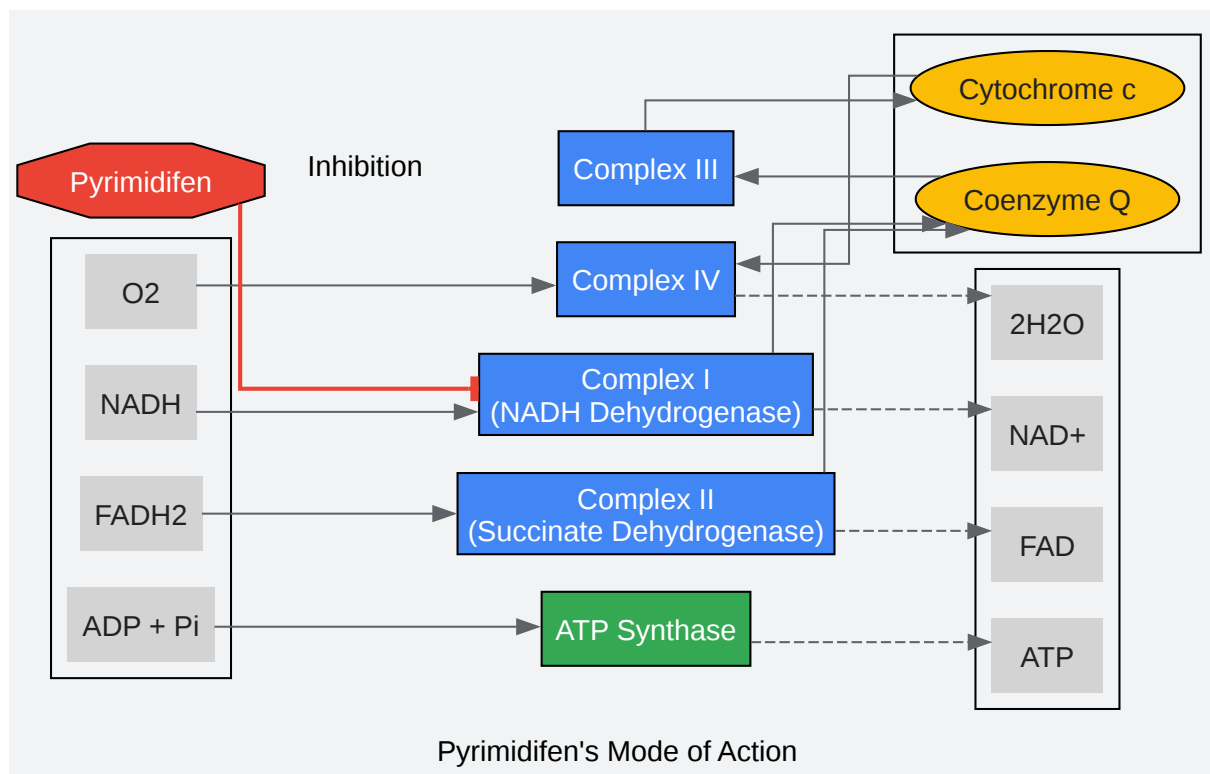 Cytochrome c
Complex III
Inhibition
Pyrimidifen
Coenzyme Q
Complex IV
O2
2H2O
Complex I
(NADH Dehydrogenase)
NADH
NAD+
Complex II
(Succinate Dehydrogenase)
FADH2
FAD
ADP + Pi
ATP Synthase
ATP
Pyrimidifen's Mode of Action